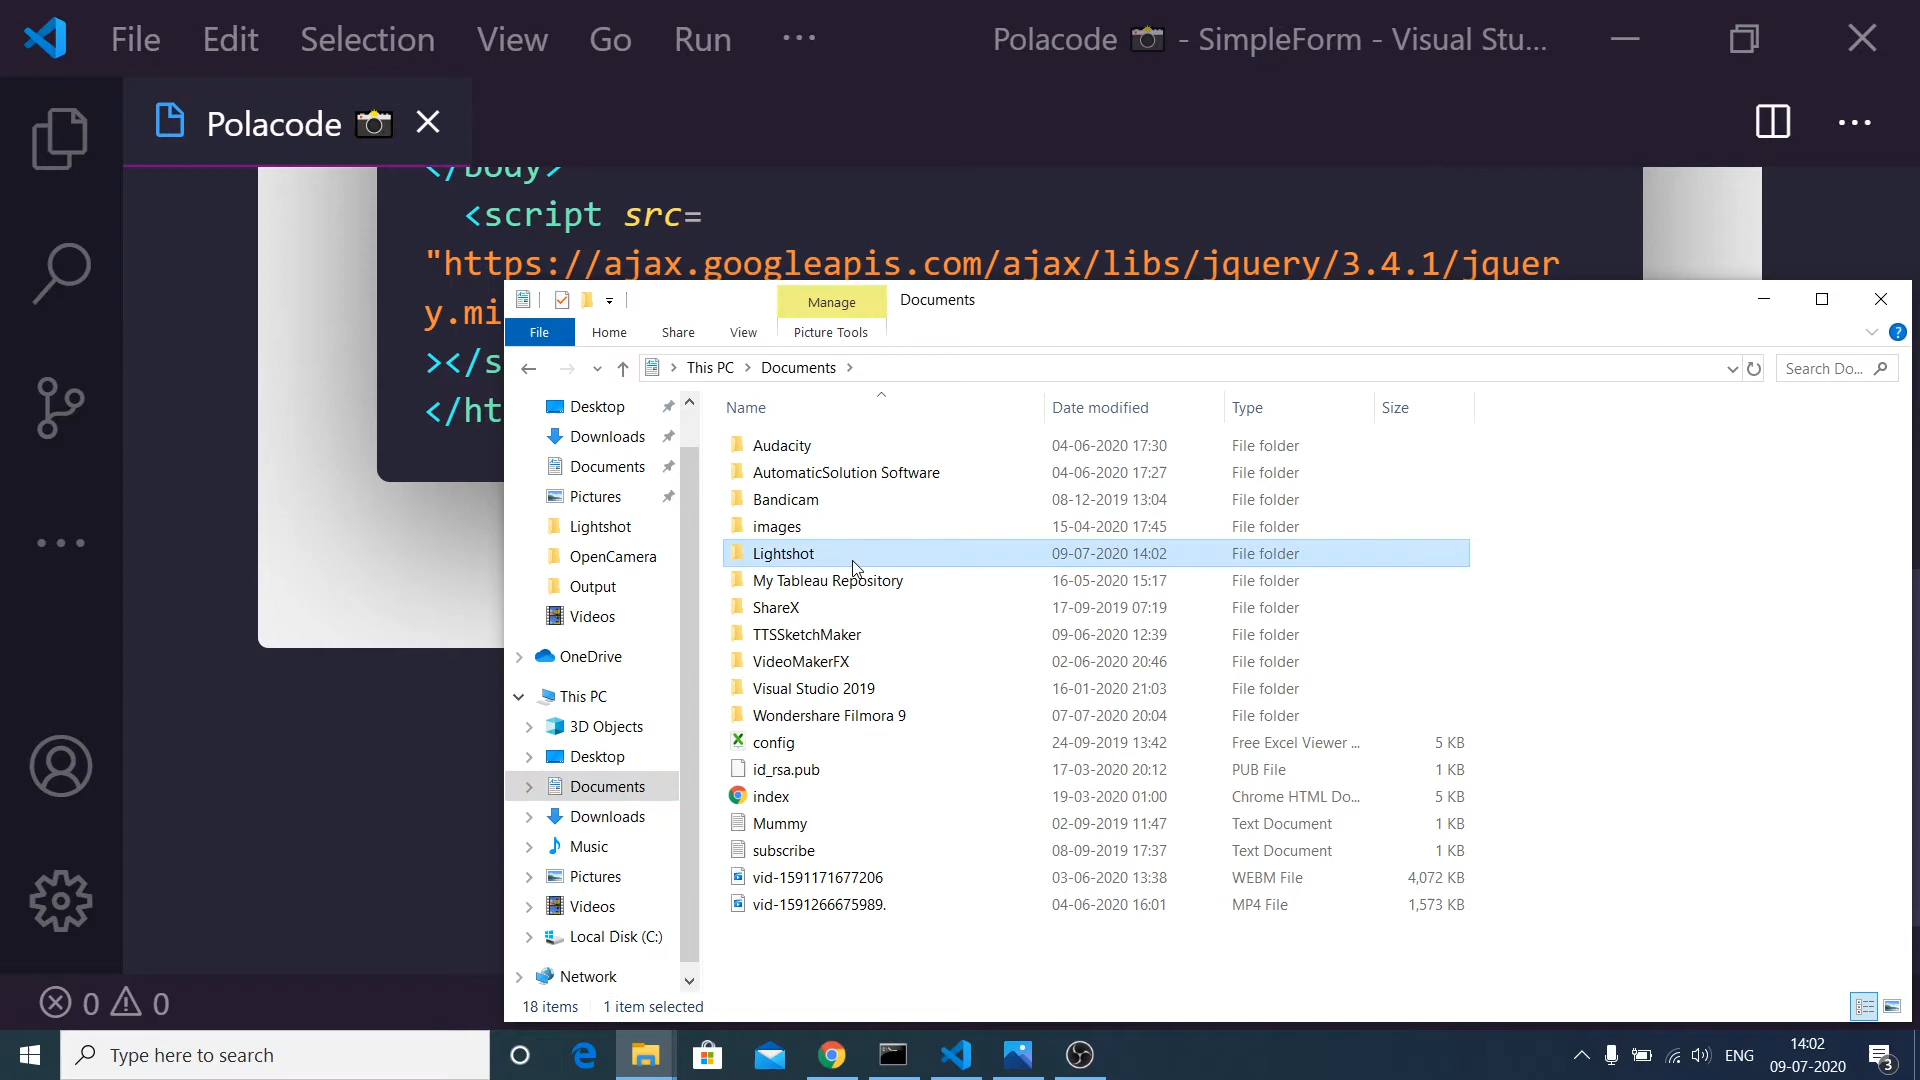 File Edit Selection View Go Run ···
Polacode 📸 - SimpleForm - Visual Stu...
Polacode 📸
</body>
<script src=
"https://ajax.googleapis.com/ajax/libs/jquery/3.4.1/jquer
y.mi
></s
</ht
Manage Documents
File Home Share View Picture Tools
This PC > Documents >
Search Do...
Name Date modified Type Size
Desktop
Downloads
Documents
Pictures
Lightshot
OpenCamera
Output
Videos
OneDrive
This PC
3D Objects
Desktop
Documents
Downloads
Music
Pictures
Videos
Local Disk (C:)
Network
Audacity 04-06-2020 17:30 File folder
AutomaticSolution Software 04-06-2020 17:27 File folder
Bandicam 08-12-2019 13:04 File folder
images 15-04-2020 17:45 File folder
Lightshot 09-07-2020 14:02 File folder
My Tableau Repository 16-05-2020 15:17 File folder
ShareX 17-09-2019 07:19 File folder
TTSSketchMaker 09-06-2020 12:39 File folder
VideoMakerFX 02-06-2020 20:46 File folder
Visual Studio 2019 16-01-2020 21:03 File folder
Wondershare Filmora 9 07-07-2020 20:04 File folder
config 24-09-2019 13:42 Free Excel Viewer ... 5 KB
id_rsa.pub 17-03-2020 20:12 PUB File 1 KB
index 19-03-2020 01:00 Chrome HTML Do... 5 KB
Mummy 02-09-2019 11:47 Text Document 1 KB
subscribe 08-09-2019 17:37 Text Document 1 KB
vid-1591171677206 03-06-2020 13:38 WEBM File 4,072 KB
vid-1591266675989. 04-06-2020 16:01 MP4 File 1,573 KB
18 items 1 item selected
0 0
Type here to search
ENG
14:02
09-07-2020
3